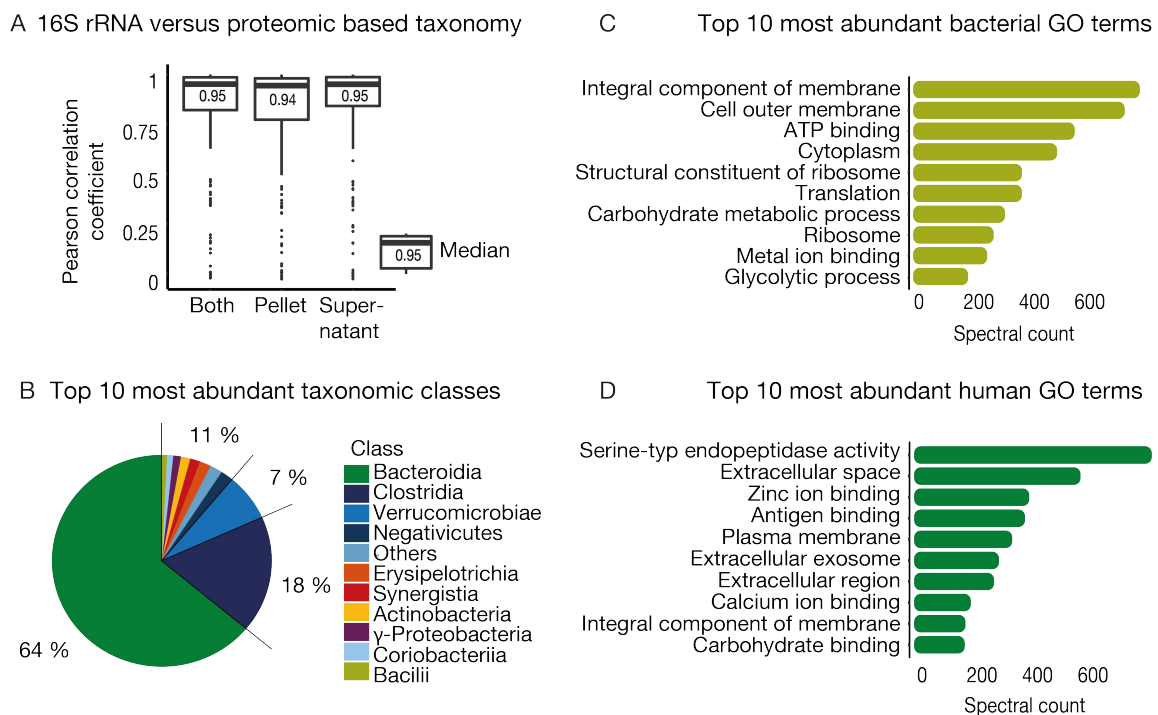 A 16S rRNA versus proteomic based taxonomy
Pearson correlation
coefficient
1
0.75
0.5
0.25
0
0.95
0.94
0.95
0.95
Median
Both
Pellet
Super-
natant
B Top 10 most abundant taxonomic classes
11 %
7 %
18 %
64 %
Class
Bacteroidia
Clostridia
Verrucomicrobiae
Negativicutes
Others
Erysipelotrichia
Synergistia
Actinobacteria
γ-Proteobacteria
Coriobacteriia
Bacilii
C Top 10 most abundant bacterial GO terms
Integral component of membrane
Cell outer membrane
ATP binding
Cytoplasm
Structural constituent of ribosome
Translation
Carbohydrate metabolic process
Ribosome
Metal ion binding
Glycolytic process
0 200 400 600
Spectral count
D Top 10 most abundant human GO terms
Serine-typ endopeptidase activity
Extracellular space
Zinc ion binding
Antigen binding
Plasma membrane
Extracellular exosome
Extracellular region
Calcium ion binding
Integral component of membrane
Carbohydrate binding
0 200 400 600
Spectral count